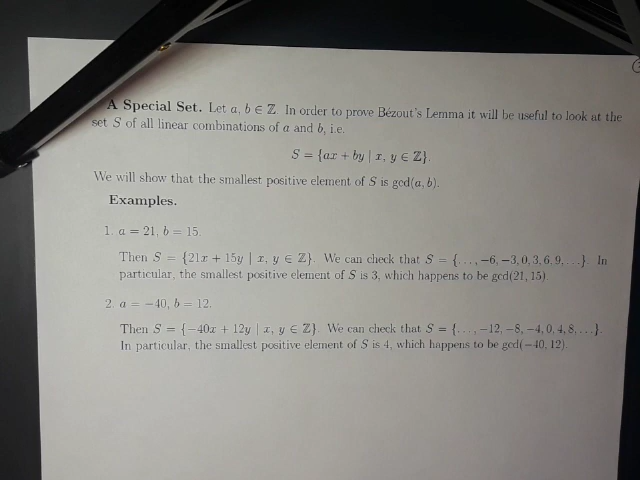 A Special Set. Let a, b ∈ ℤ. In order to prove Bézout's Lemma it will be useful to look at the
set S of all linear combinations of a and b, i.e.
S = {ax + by | x, y ∈ ℤ}.
We will show that the smallest positive element of S is gcd(a, b).
Examples.
1. a = 21, b = 15.
Then S = {21x + 15y | x, y ∈ ℤ}. We can check that S = {..., −6, −3, 0, 3, 6, 9, ...}. In
particular, the smallest positive element of S is 3, which happens to be gcd(21, 15).
2. a = −40, b = 12.
Then S = {−40x + 12y | x, y ∈ ℤ}. We can check that S = {..., −12, −8, −4, 0, 4, 8, ...}.
In particular, the smallest positive element of S is 4, which happens to be gcd(−40, 12).